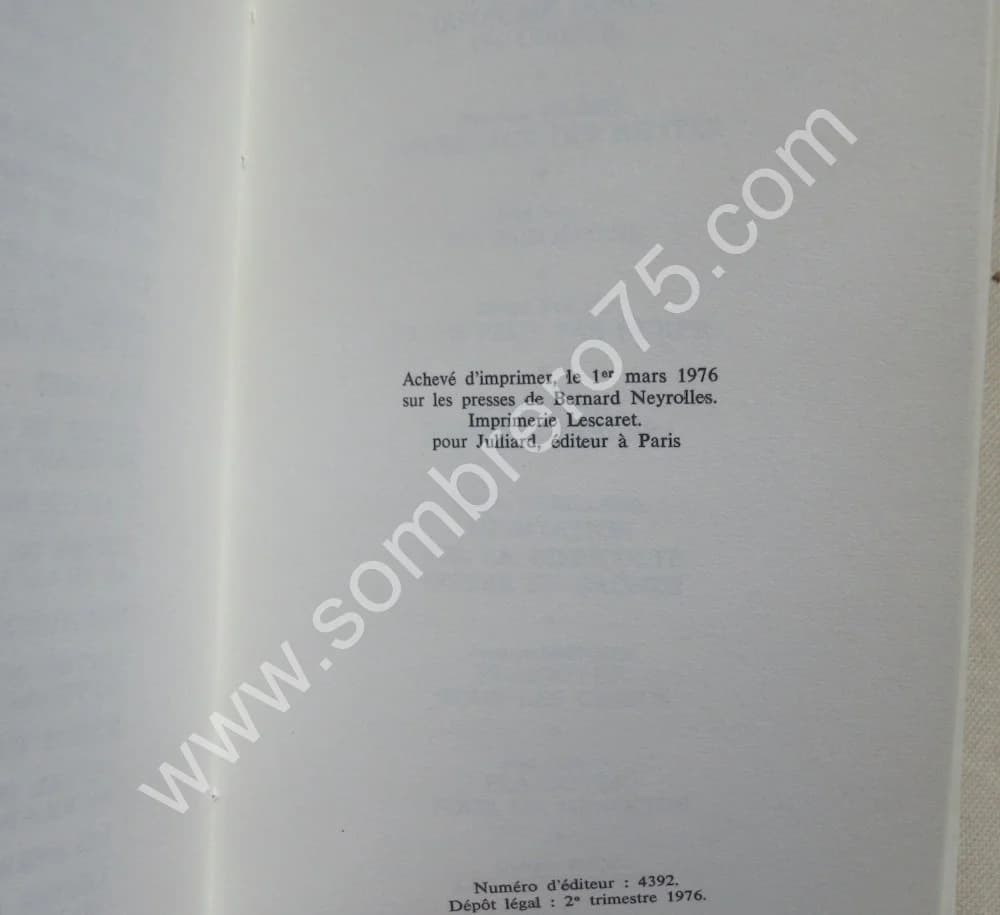 Achevé d'imprimer, le 1er mars 1976
sur les presses de Bernard Neyrolles.
Imprimerie Lescaret.
pour Julliard, éditeur à Paris
www.sombrero75.com
Numéro d'éditeur : 4392.
Dépôt légal : 2e trimestre 1976.